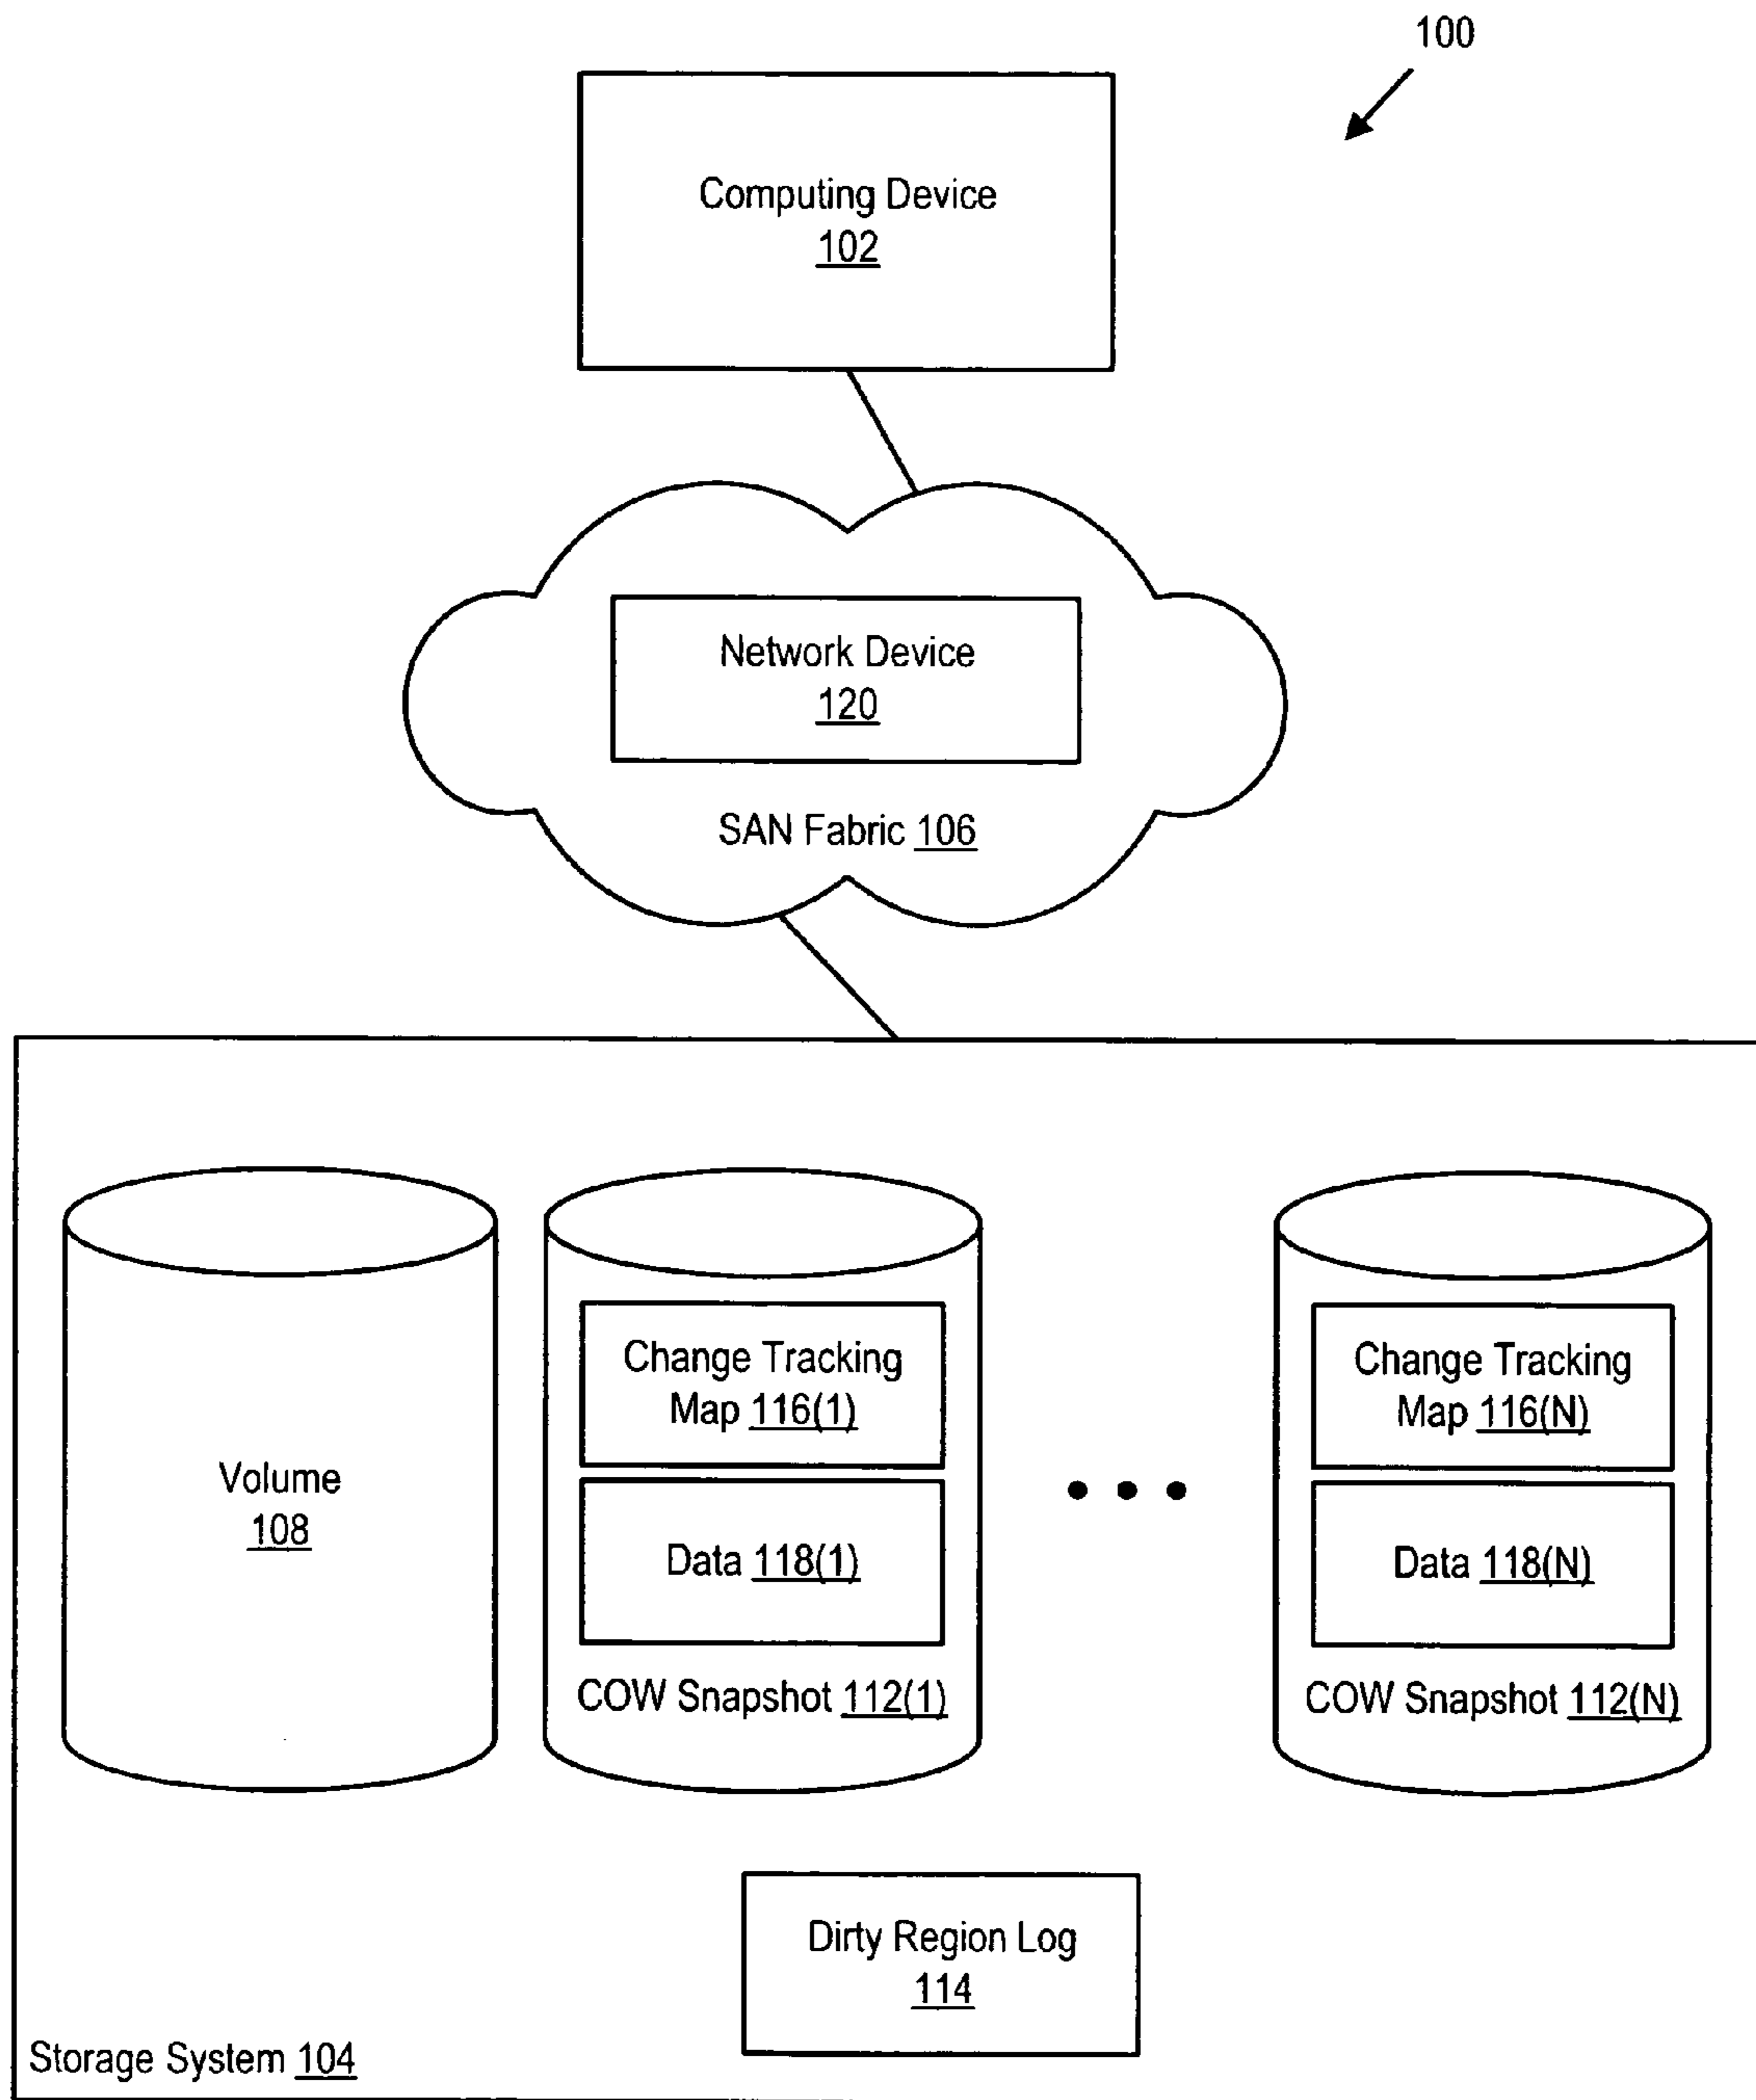 100
Computing Device
102
Network Device
120
SAN Fabric 106
Volume
108
Change Tracking
Map 116(1)
Data 118(1)
COW Snapshot 112(1)
Change Tracking
Map 116(N)
Data 118(N)
COW Snapshot 112(N)
Dirty Region Log
114
Storage System 104